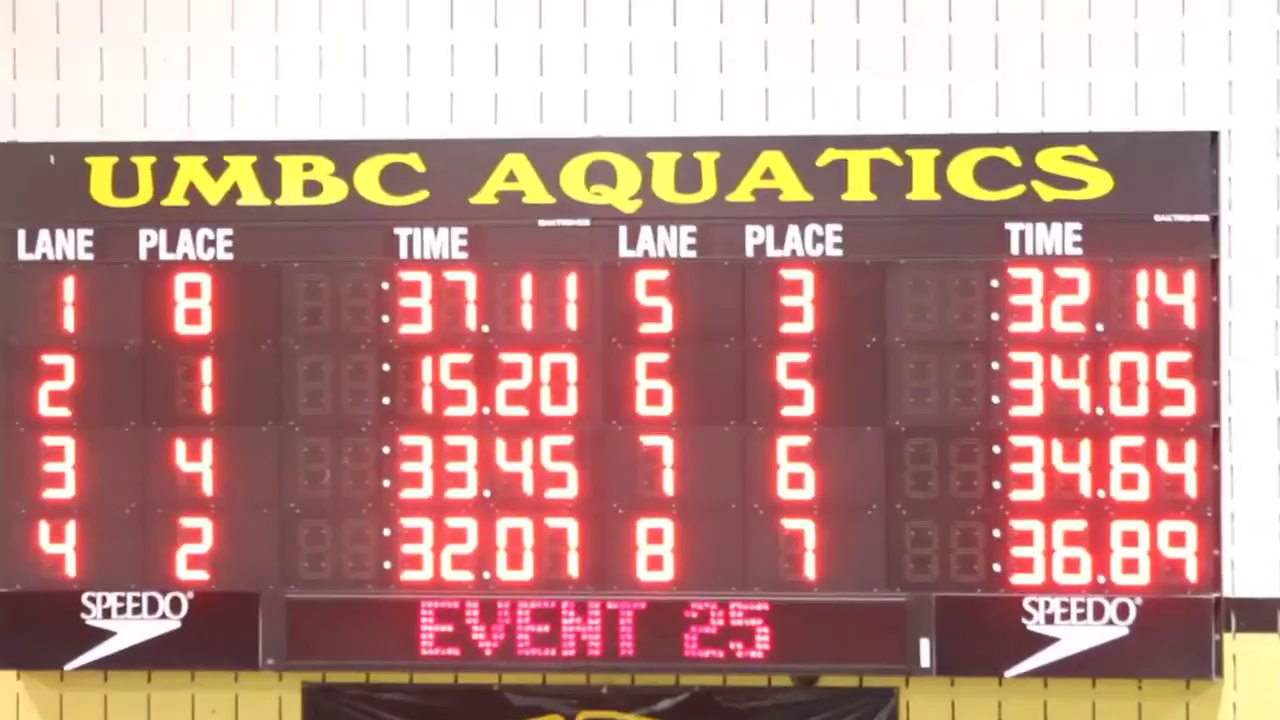 UMBC AQUATICS
LANE PLACE TIME LANE PLACE TIME
1 8 :37.11 5 3 :32.14
2 1 :15.20 6 5 :34.05
3 4 :33.45 7 6 :34.64
4 2 :32.07 8 7 :36.89
SPEEDO® EVENT 25 SPEEDO®